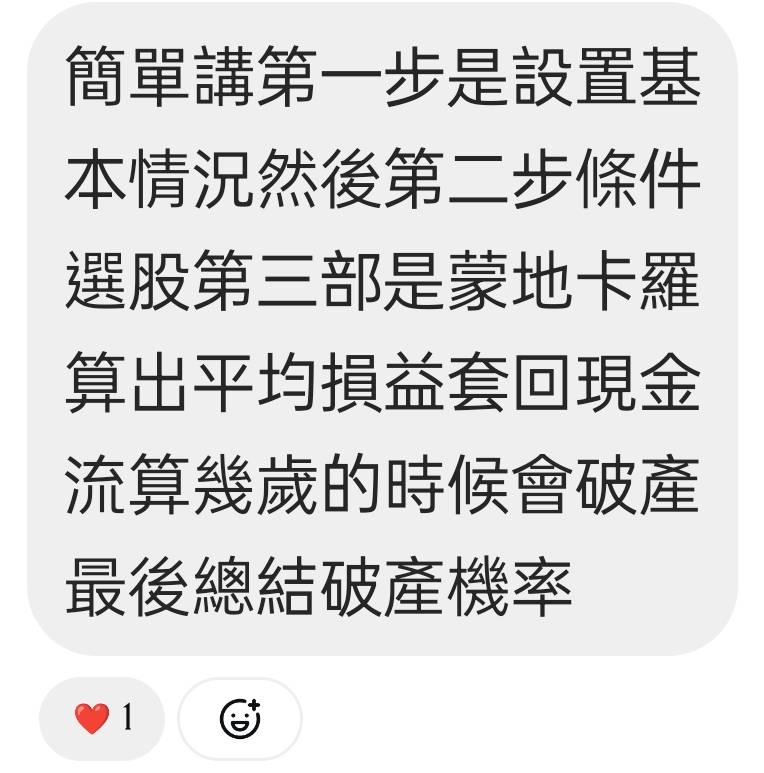 簡單講第一步是設置基
本情況然後第二步條件
選股第三部是蒙地卡羅
算出平均損益套回現金
流算幾歲的時候會破產
最後總結破產機率
1